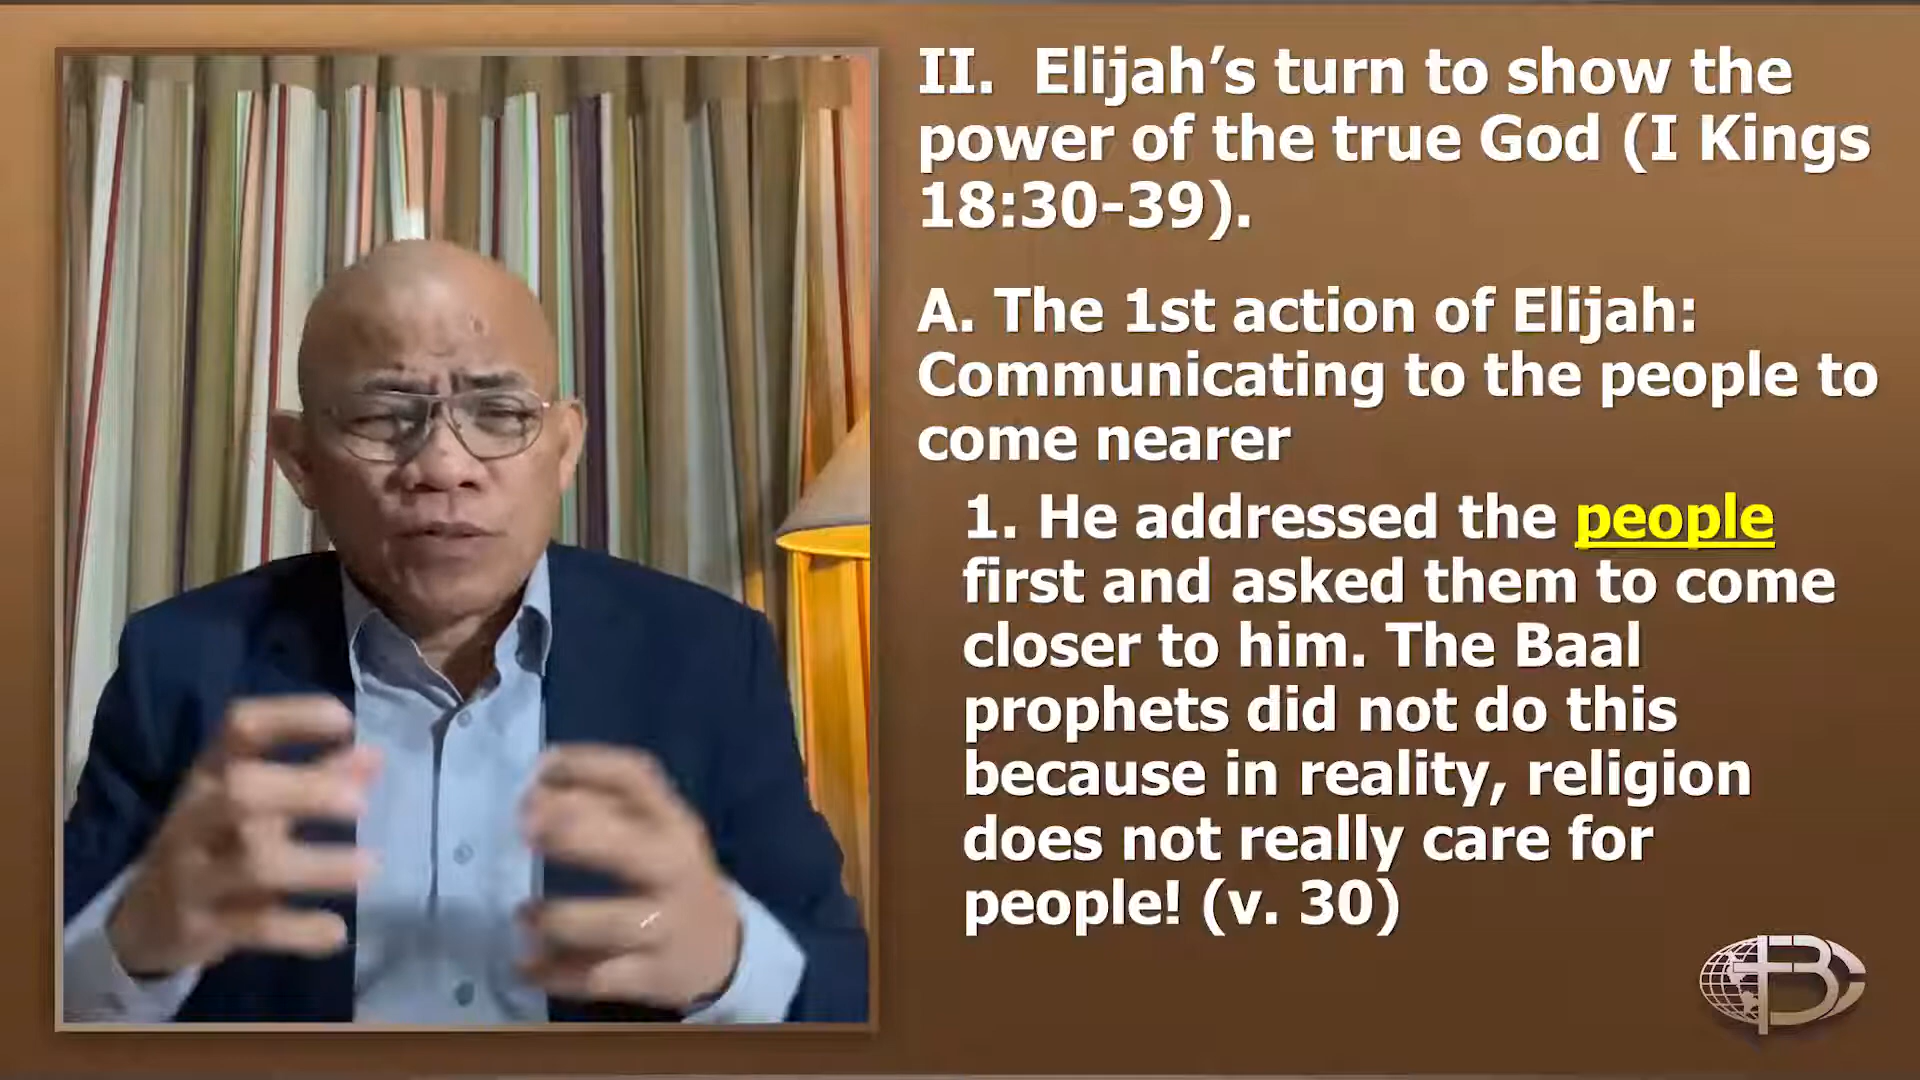 II.  Elijah’s turn to show the
power of the true God (I Kings
18:30-39).
A. The 1st action of Elijah:
Communicating to the people to
come nearer
1. He addressed the people
first and asked them to come
closer to him. The Baal
prophets did not do this
because in reality, religion
does not really care for
people! (v. 30)